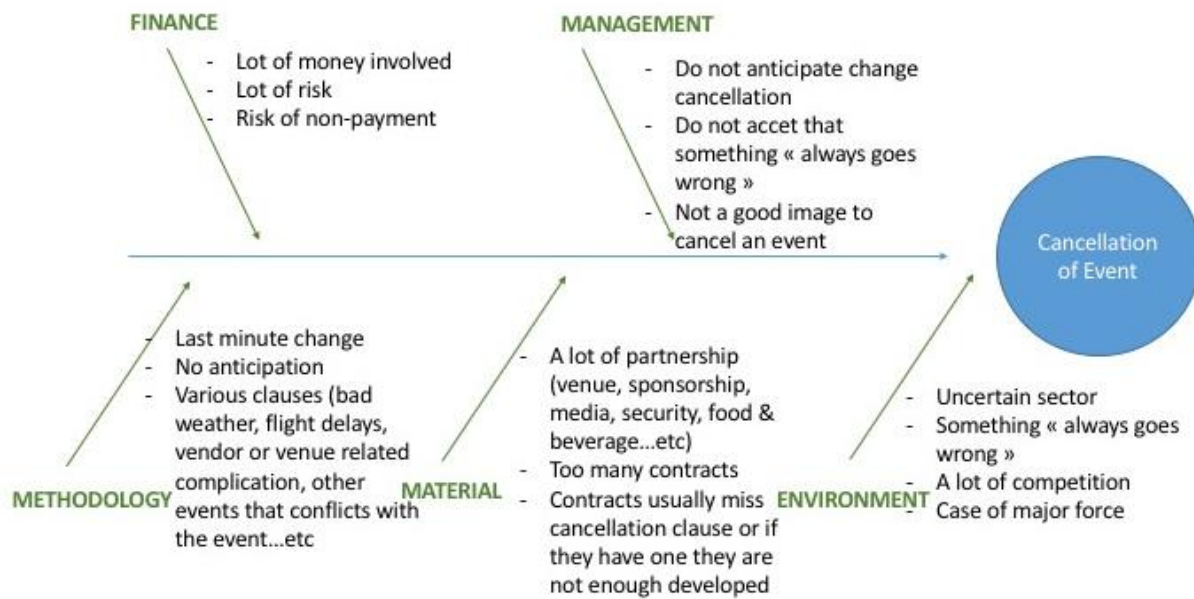 FINANCE
- Lot of money involved
- Lot of risk
- Risk of non-payment
MANAGEMENT
- Do not anticipate change
cancellation
- Do not accet that
something « always goes
wrong »
- Not a good image to
cancel an event
Cancellation
of Event
METHODOLOGY
- Last minute change
- No anticipation
- Various clauses (bad
weather, flight delays,
vendor or venue related
complication, other
events that conflicts with
the event...etc
MATERIAL
- A lot of partnership
(venue, sponsorship,
media, security, food &
beverage...etc)
- Too many contracts
- Contracts usually miss
cancellation clause or if
they have one they are
not enough developed
ENVIRONMENT
- Uncertain sector
- Something « always goes
wrong »
- A lot of competition
- Case of major force